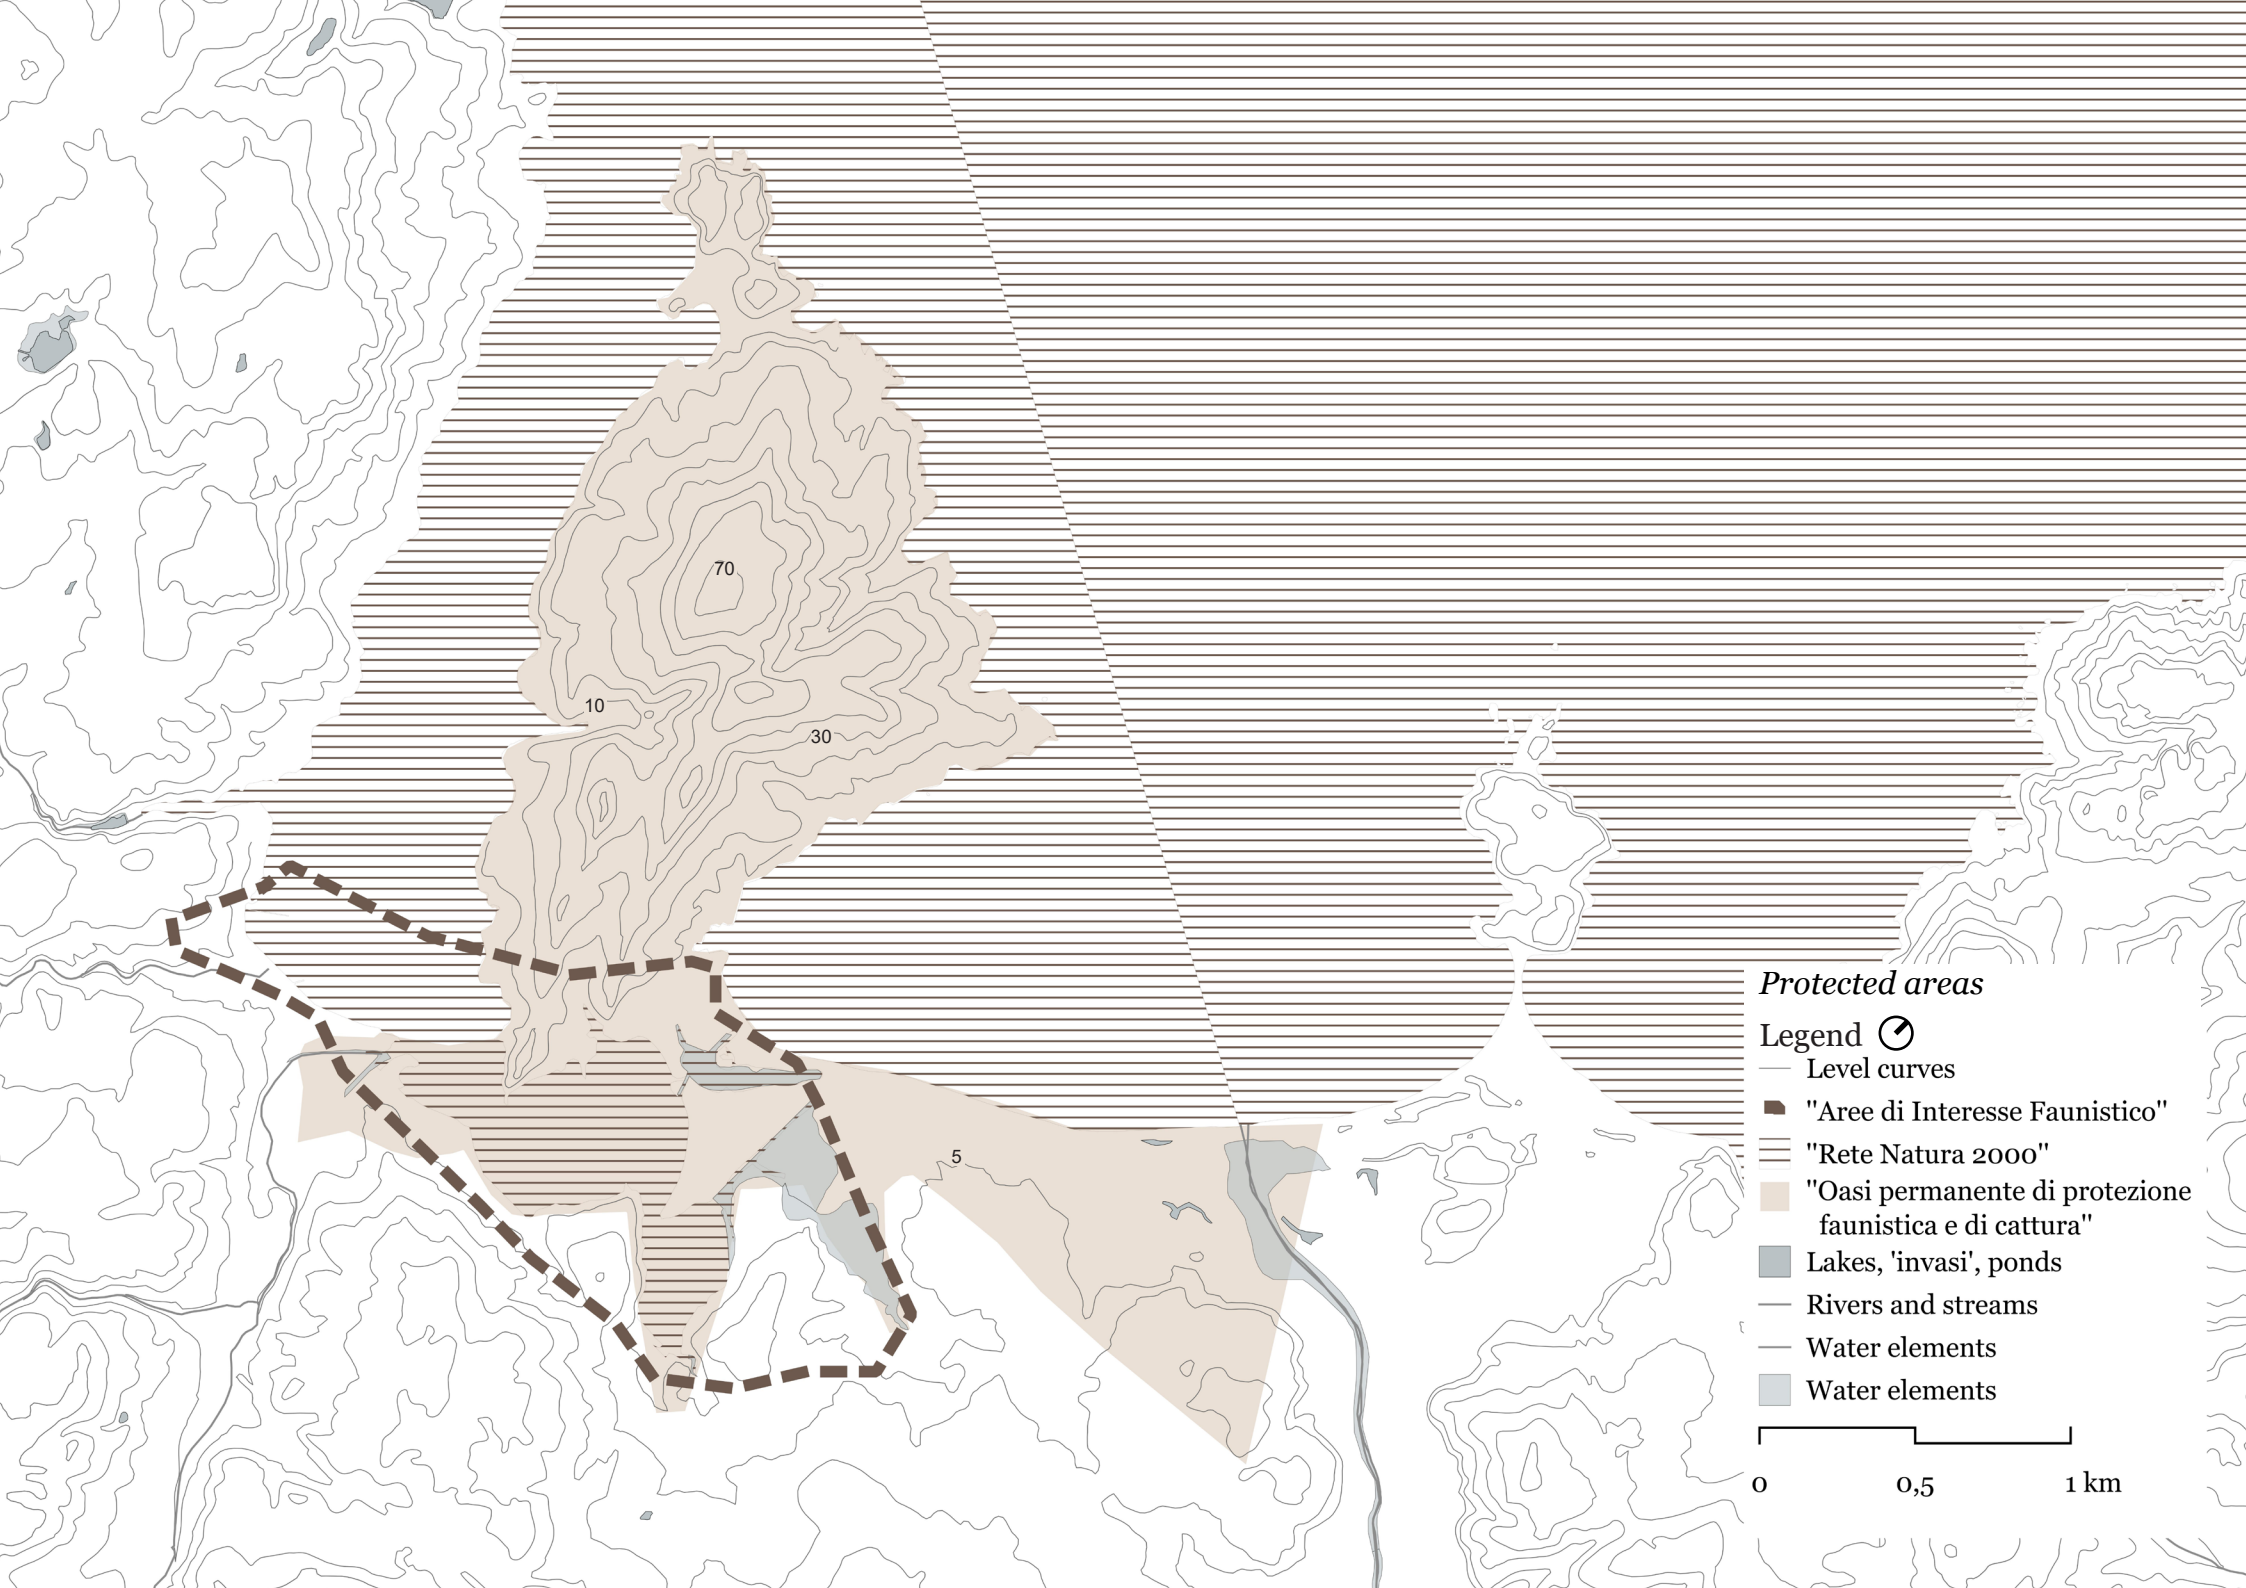 70
10
30
5
Protected areas
Legend
Level curves
"Aree di Interesse Faunistico"
"Rete Natura 2000"
"Oasi permanente di protezione
faunistica e di cattura"
Lakes, 'invasi', ponds
Rivers and streams
Water elements
Water elements
0 0,5 1 km